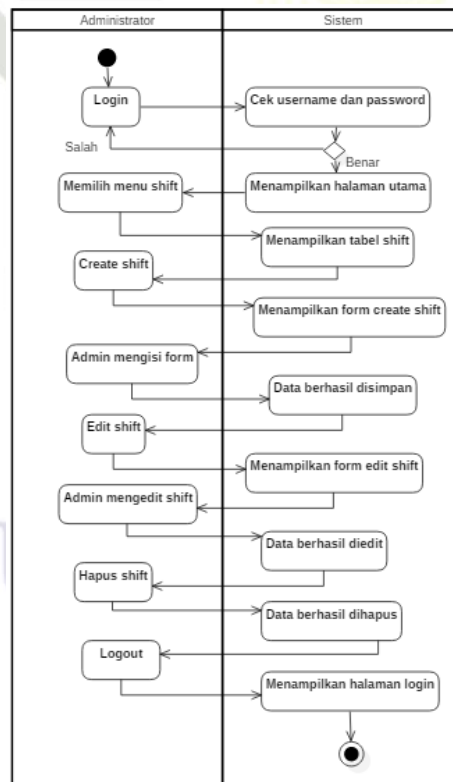 Administrator
Sistem
Login
Cek username dan password
Salah
Benar
Memilih menu shift
Menampilkan halaman utama
Menampilkan tabel shift
Create shift
Menampilkan form create shift
Admin mengisi form
Data berhasil disimpan
Edit shift
Menampilkan form edit shift
Admin mengedit shift
Data berhasil diedit
Hapus shift
Data berhasil dihapus
Logout
Menampilkan halaman login